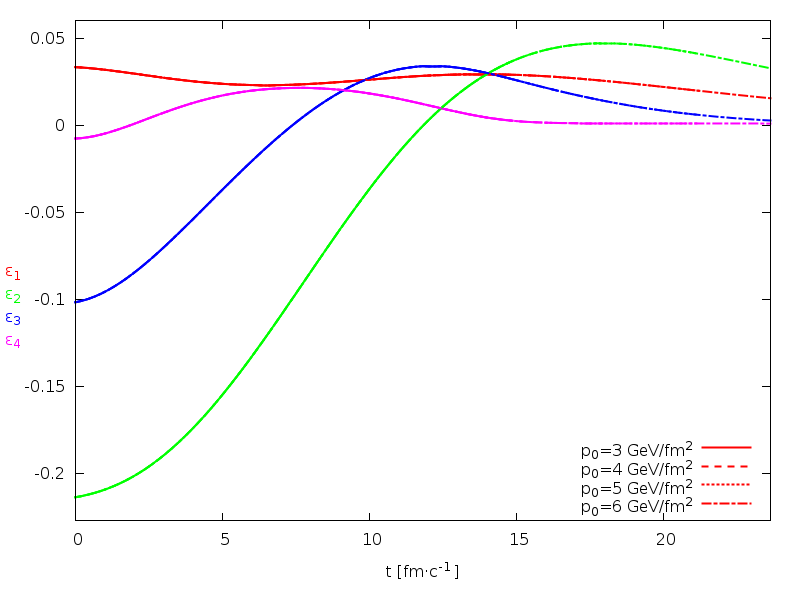 0.05
0
-0.05
-0.1
-0.15
-0.2
ε1
ε2
ε3
ε4
p0=3 GeV/fm2
p0=4 GeV/fm2
p0=5 GeV/fm2
p0=6 GeV/fm2
0 5 10 15 20
t [fm·c-1]